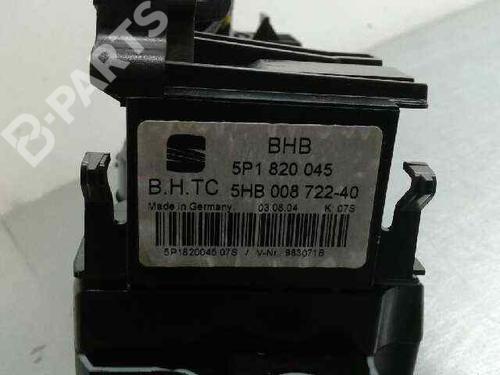 B-PARTS
BHB
5P1 820 045
B.H.TC 5HB 008 722-40
Made in Germany 03.08.04 K 07S
5P1820045 07S / V-Nr. 983071B